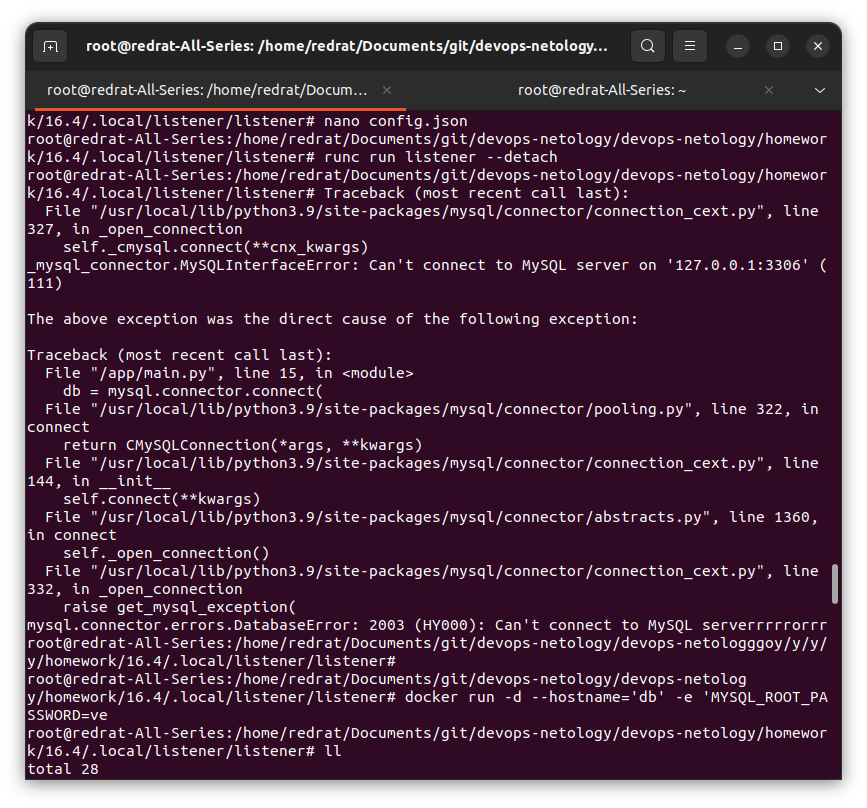 root@redrat-All-Series: /home/redrat/Documents/git/devops-netology...
root@redrat-All-Series: /home/redrat/Docum...
root@redrat-All-Series: ~
k/16.4/.local/listener/listener# nano config.json
root@redrat-All-Series:/home/redrat/Documents/git/devops-netology/devops-netology/homewor
k/16.4/.local/listener/listener# runc run listener --detach
root@redrat-All-Series:/home/redrat/Documents/git/devops-netology/devops-netology/homewor
k/16.4/.local/listener/listener# Traceback (most recent call last):
  File "/usr/local/lib/python3.9/site-packages/mysql/connector/connection_cext.py", line
327, in _open_connection
    self._cmysql.connect(**cnx_kwargs)
_mysql_connector.MySQLInterfaceError: Can't connect to MySQL server on '127.0.0.1:3306' (
111)
The above exception was the direct cause of the following exception:
Traceback (most recent call last):
  File "/app/main.py", line 15, in <module>
    db = mysql.connector.connect(
  File "/usr/local/lib/python3.9/site-packages/mysql/connector/pooling.py", line 322, in
connect
    return CMySQLConnection(*args, **kwargs)
  File "/usr/local/lib/python3.9/site-packages/mysql/connector/connection_cext.py", line
144, in __init__
    self.connect(**kwargs)
  File "/usr/local/lib/python3.9/site-packages/mysql/connector/abstracts.py", line 1360,
in connect
    self._open_connection()
  File "/usr/local/lib/python3.9/site-packages/mysql/connector/connection_cext.py", line
332, in _open_connection
    raise get_mysql_exception(
mysql.connector.errors.DatabaseError: 2003 (HY000): Can't connect to MySQL serverrrrrorrr
root@redrat-All-Series:/home/redrat/Documents/git/devops-netology/devops-netologggoy/y/y/
y/homework/16.4/.local/listener/listener#
root@redrat-All-Series:/home/redrat/Documents/git/devops-netology/devops-netolog
y/homework/16.4/.local/listener/listener# docker run -d --hostname='db' -e 'MYSQL_ROOT_PA
SSWORD=ve
root@redrat-All-Series:/home/redrat/Documents/git/devops-netology/devops-netology/homewor
k/16.4/.local/listener/listener# ll
total 28